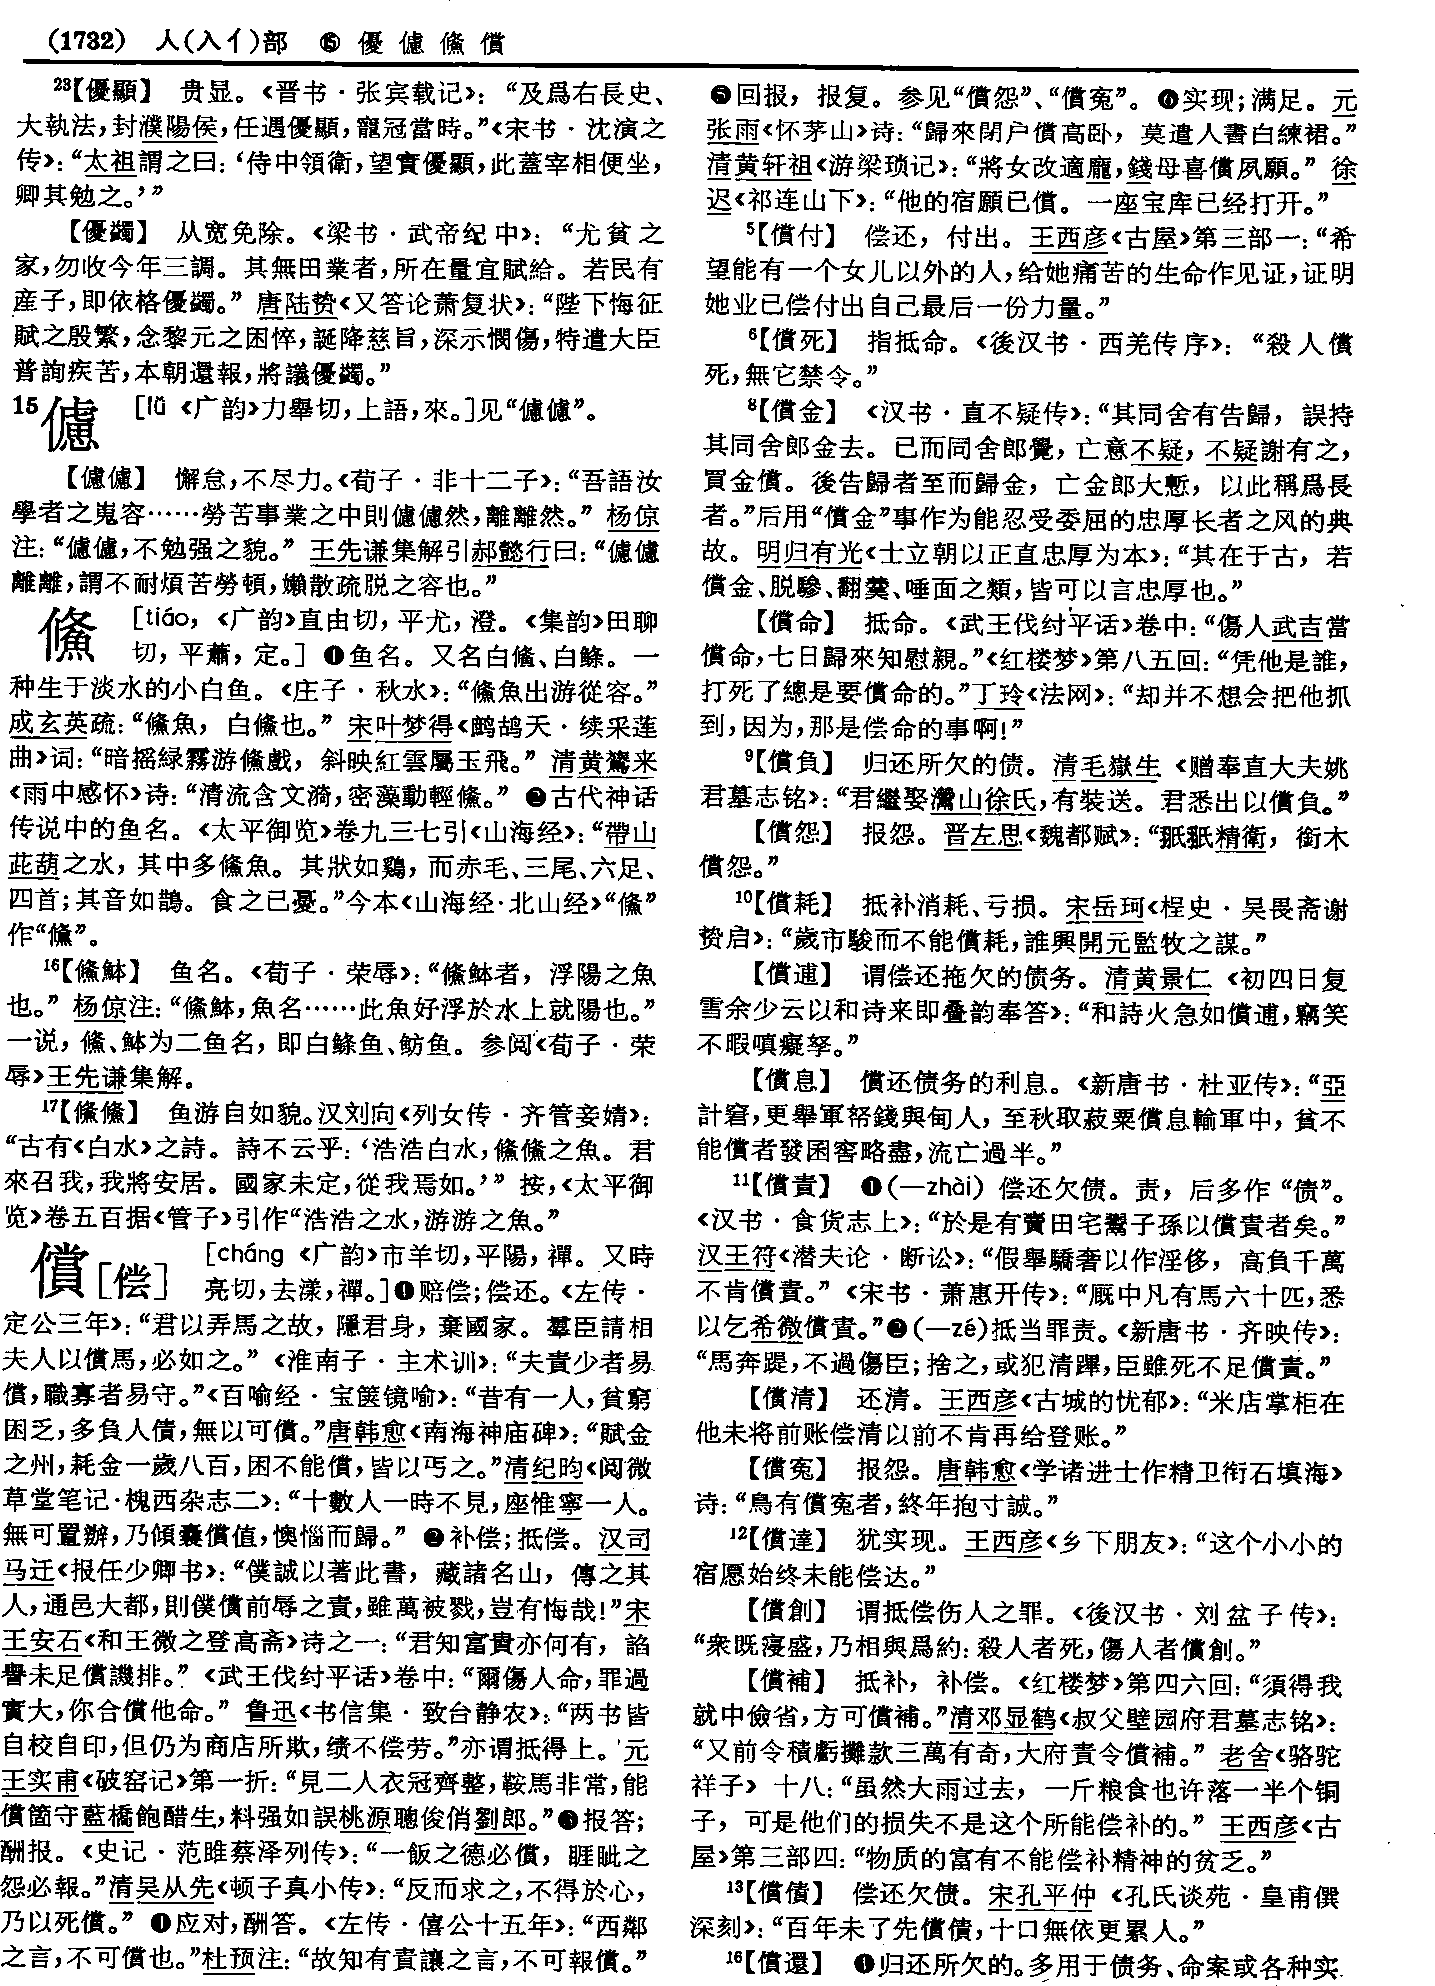 (1732) 人(入亻)部 ⑮ 優儢鯈償
²³【優顯】 贵显。《晋书·张宾载记》：“及爲右長史、
大執法，封濮陽侯，任遇優顯，寵冠當時。”《宋书·沈演之
传》：“太祖謂之曰：‘侍中領衛，望實優顯，此蓋宰相便坐，
卿其勉之。’”
【優蠲】 从宽免除。《梁书·武帝纪中》：“尤貧之
家，勿收今年三調。其無田業者，所在量宜賦給。若民有
産子，即依格優蠲。”唐陆贽《又答论萧复状》：“陛下悔征
賦之殷繁，念黎元之困悴，誕降慈旨，深示憫傷，特遣大臣
普詢疾苦，本朝還報，將議優蠲。”
15 儢 [lǚ 《广韵》力舉切，上語，來。]见“儢儢”。
【儢儢】 懈怠，不尽力。《荀子·非十二子》：“吾語汝
學者之嵬容……勞苦事業之中則儢儢然，離離然。”杨倞
注：“儢儢，不勉强之貌。”王先谦集解引郝懿行曰：“儢儢
離離，謂不耐煩苦勞頓，嬾散疏脱之容也。”
鯈 [tiáo，《广韵》直由切，平尤，澄。《集韵》田聊
切，平蕭，定。] ❶鱼名。又名白鯈、白鲦。一
种生于淡水的小白鱼。《庄子·秋水》：“鯈魚出游從容。”
成玄英疏：“鯈魚，白鯈也。”宋叶梦得《鹧鸪天·续采莲
曲》词：“暗摇緑霧游鯈戲，斜映紅雲屬玉飛。”清黄鷟来
《雨中感怀》诗：“清流含文漪，密藻動輕鯈。” ❷古代神话
传说中的鱼名。《太平御览》卷九三七引《山海经》：“帶山
茈葫之水，其中多鯈魚。其狀如鷄，而赤毛、三尾、六足、
四首；其音如鵲。食之已憂。”今本《山海经·北山经》“鯈”
作“儵”。
¹⁶【鯈䱁】 鱼名。《荀子·荣辱》：“鯈䱁者，浮陽之魚
也。”杨倞注：“鯈䱁，魚名……此魚好浮於水上就陽也。”
一说，鯈、䱁为二鱼名，即白鲦鱼、鲂鱼。参阅《荀子·荣
辱》王先谦集解。
¹⁷【鯈鯈】 鱼游自如貌。汉刘向《列女传·齐管妾婧》：
“古有《白水》之詩。詩不云乎：‘浩浩白水，鯈鯈之魚。君
來召我，我將安居。國家未定，從我焉如。’”按，《太平御
览》卷五百据《管子》引作“浩浩之水，游游之魚。”
償[偿] [cháng 《广韵》市羊切，平陽，禪。又時
亮切，去漾，禪。]❶赔偿；偿还。《左传·
定公三年》：“君以弄馬之故，隱君身，棄國家。羣臣請相
夫人以償馬，必如之。”《淮南子·主术训》：“夫責少者易
償，職寡者易守。”《百喻经·宝箧镜喻》：“昔有一人，貧窮
困乏，多負人債，無以可償。”唐韩愈《南海神庙碑》：“賦金
之州，耗金一歲八百，困不能償，皆以丐之。”清纪昀《阅微
草堂笔记·槐西杂志二》：“十數人一時不見，座惟寧一人。
無可置辦，乃傾囊償值，懊惱而歸。” ❷补偿；抵偿。汉司
马迁《报任少卿书》：“僕誠以著此書，藏諸名山，傳之其
人，通邑大都，則僕償前辱之責，雖萬被戮，豈有悔哉！”宋
王安石《和王微之登高斋》诗之一：“君知富貴亦何有，諂
譽未足償譏排。”《武王伐纣平话》卷中：“爾傷人命，罪過
實大，你合償他命。”鲁迅《书信集·致台静农》：“两书皆
自校自印，但仍为商店所欺，绩不偿劳。”亦谓抵得上。元
王实甫《破窑记》第一折：“見二人衣冠齊整，鞍馬非常，能
償箇守藍橋飽醋生，料强如誤桃源聰俊俏劉郎。”❸报答；
酬报。《史记·范雎蔡泽列传》：“一飯之德必償，睚眦之
怨必報。”清吴从先《顿子真小传》：“反而求之，不得於心，
乃以死償。” ❹应对，酬答。《左传·僖公十五年》：“西鄰
之言，不可償也。”杜预注：“故知有責讓之言，不可報償。”
❺回报，报复。参见“償怨”、“償寃”。❻实现；满足。元
张雨《怀茅山》诗：“歸來閉户償高卧，莫遣人書白練裙。”
清黄轩祖《游梁琐记》：“將女改適龐，錢母喜償夙願。”徐
迟《祁连山下》：“他的宿願已償。一座宝库已经打开。”
⁵【償付】 偿还，付出。王西彦《古屋》第三部一：“希
望能有一个女儿以外的人，给她痛苦的生命作见证，证明
她业已偿付出自己最后一份力量。”
⁶【償死】 指抵命。《後汉书·西羌传序》：“殺人償
死，無它禁令。”
⁸【償金】 《汉书·直不疑传》：“其同舍有告歸，誤持
其同舍郎金去。已而同舍郎覺，亡意不疑，不疑謝有之，
買金償。後告歸者至而歸金，亡金郎大慙，以此稱爲長
者。”后用“償金”事作为能忍受委屈的忠厚长者之风的典
故。明归有光《士立朝以正直忠厚为本》：“其在于古，若
償金、脱驂、翻羹、唾面之類，皆可以言忠厚也。”
【償命】 抵命。《武王伐纣平话》卷中：“傷人武吉當
償命，七日歸來知慰親。”《红楼梦》第八五回：“凭他是誰，
打死了總是要償命的。”丁玲《法网》：“却并不想会把他抓
到，因为，那是偿命的事啊！”
⁹【償負】 归还所欠的债。清毛嶽生《赠奉直大夫姚
君墓志铭》：“君繼娶灊山徐氏，有裝送。君悉出以償負。”
【償怨】 报怨。晋左思《魏都赋》：“翫翫精衛，銜木
償怨。”
¹⁰【償耗】 抵补消耗、亏损。宋岳珂《桯史·吴畏斋谢
贽启》：“歲市駿而不能償耗，誰興開元監牧之謀。”
【償逋】 谓偿还拖欠的债务。清黄景仁《初四日复
雪余少云以和诗来即叠韵奉答》：“和詩火急如償逋，竊笑
不暇嗔癡孥。”
【償息】 償还债务的利息。《新唐书·杜亚传》：“亞
計窘，更舉軍帑錢與甸人，至秋取菽粟償息輸軍中，貧不
能償者發囷窖略盡，流亡過半。”
¹¹【償責】 ❶(—zhài) 偿还欠债。责，后多作“债”。
《汉书·食货志上》：“於是有賣田宅鬻子孫以償責者矣。”
汉王符《潜夫论·断讼》：“假舉驕奢以作淫侈，高負千萬
不肯償責。”《宋书·萧惠开传》：“厩中凡有馬六十匹，悉
以乞希微償責。”❷(—zé)抵当罪责。《新唐书·齐映传》：
“馬奔踶，不過傷臣；捨之，或犯清蹕，臣雖死不足償責。”
【償清】 还清。王西彦《古城的忧郁》：“米店掌柜在
他未将前账偿清以前不肯再给登账。”
【償寃】 报怨。唐韩愈《学诸进士作精卫衔石填海》
诗：“鳥有償寃者，終年抱寸誠。”
¹²【償達】 犹实现。王西彦《乡下朋友》：“这个小小的
宿愿始终未能偿达。”
【償創】 谓抵偿伤人之罪。《後汉书·刘盆子传》：
“衆既寖盛，乃相與爲約：殺人者死，傷人者償創。”
【償補】 抵补，补偿。《红楼梦》第四六回：“須得我
就中儉省，方可償補。”清邓显鹤《叔父壁园府君墓志铭》：
“又前令積虧攤款三萬有奇，大府責令償補。”老舍《骆驼
祥子》十八：“虽然大雨过去，一斤粮食也许落一半个铜
子，可是他们的损失不是这个所能偿补的。”王西彦《古
屋》第三部四：“物质的富有不能偿补精神的贫乏。”
¹³【償債】 偿还欠债。宋孔平仲《孔氏谈苑·皇甫僎
深刻》：“百年未了先償債，十口無依更累人。”
¹⁶【償還】 ❶归还所欠的。多用于债务、命案或各种实